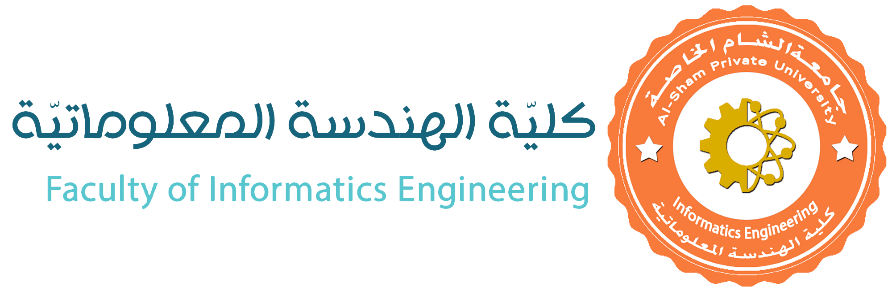 كليّة الهندسة المعلوماتيّة
Faculty of Informatics Engineering
جامعة الشام الخاصة
Al-Sham Private University
Informatics Engineering
كلية الهندسة المعلوماتية